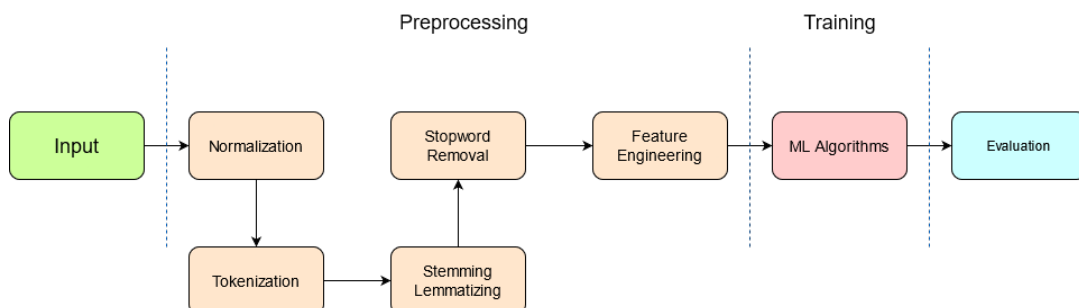 Preprocessing
Training
Input
Normalization
Tokenization
Stemming
Lemmatizing
Stopword
Removal
Feature
Engineering
ML Algorithms
Evaluation